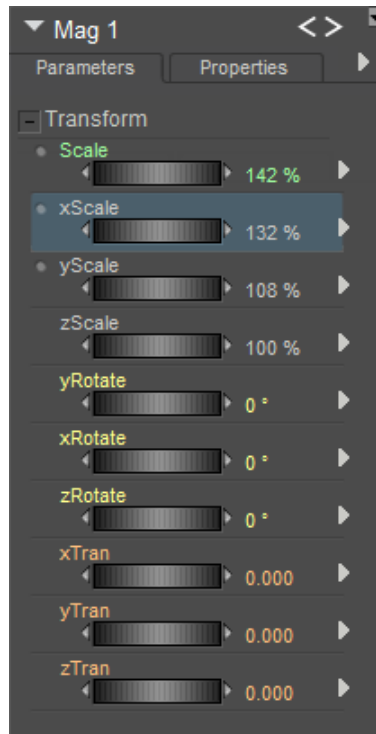 Mag 1 <>
Parameters Properties
Transform
Scale
142 %
xScale
132 %
yScale
108 %
zScale
100 %
yRotate
0 °
xRotate
0 °
zRotate
0 °
xTran
0.000
yTran
0.000
zTran
0.000